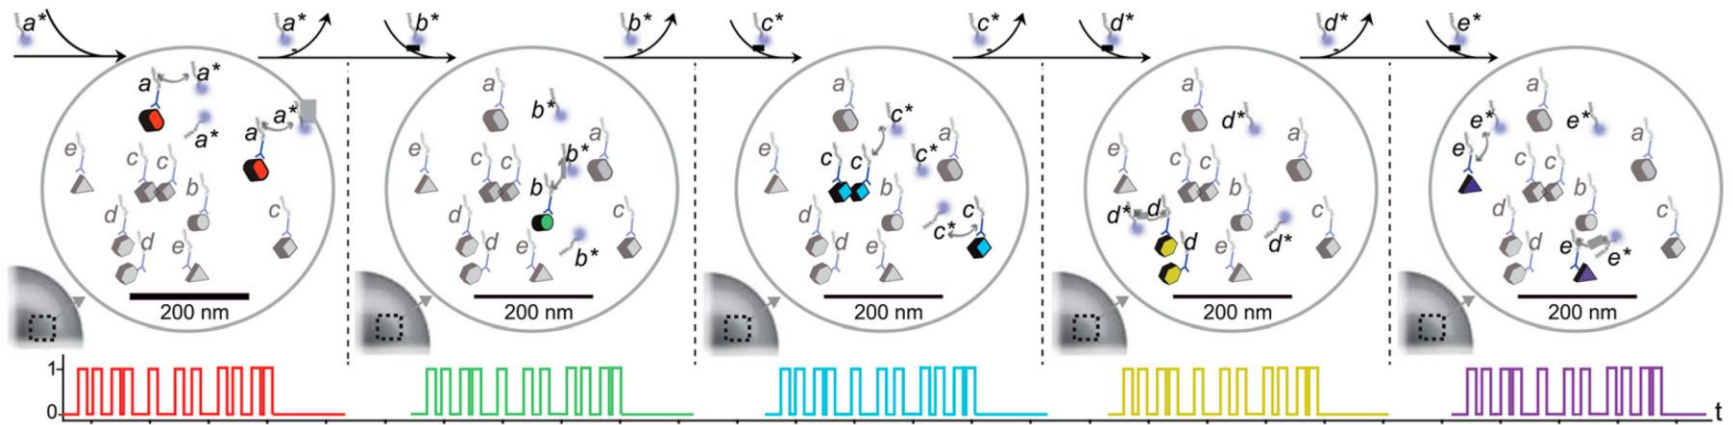 a* a* b* b* c* c* d* d* e*
a a* a* a a* e c c b d d e c
a b* a e c c b* b d d e b* c
a c* a e c c c* b d d e c* c
a d* a e c c b d* d d d e d* c
a e* e* a e c c b d d e e* c
200 nm 200 nm 200 nm 200 nm 200 nm
1
0
t